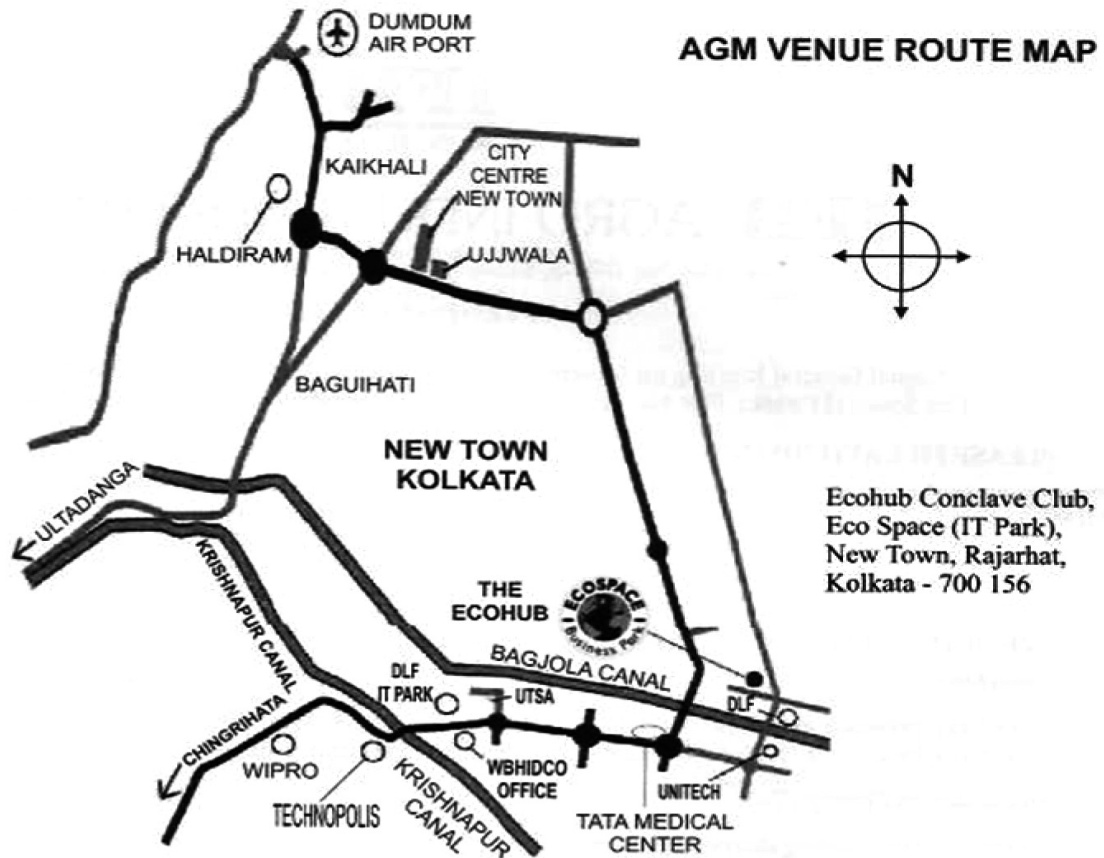 DUMDUM
AIR PORT
AGM VENUE ROUTE MAP
KAIKHALI
CITY
CENTRE
NEW TOWN
N
HALDIRAM
UJJWALA
BAGUIHATI
NEW TOWN
KOLKATA
ULTADANGA
Ecohub Conclave Club,
Eco Space (IT Park),
New Town, Rajarhat,
Kolkata - 700 156
KRISHNAPUR CANAL
THE
ECOHUB
ECOSPACE
Business Park
BAGJOLA CANAL
DLF
IT PARK
UTSA
DLF
CHINGRIHATA
WIPRO
TECHNOPOLIS
KRISHNAPUR
CANAL
WBHIDCO
OFFICE
UNITECH
TATA MEDICAL
CENTER